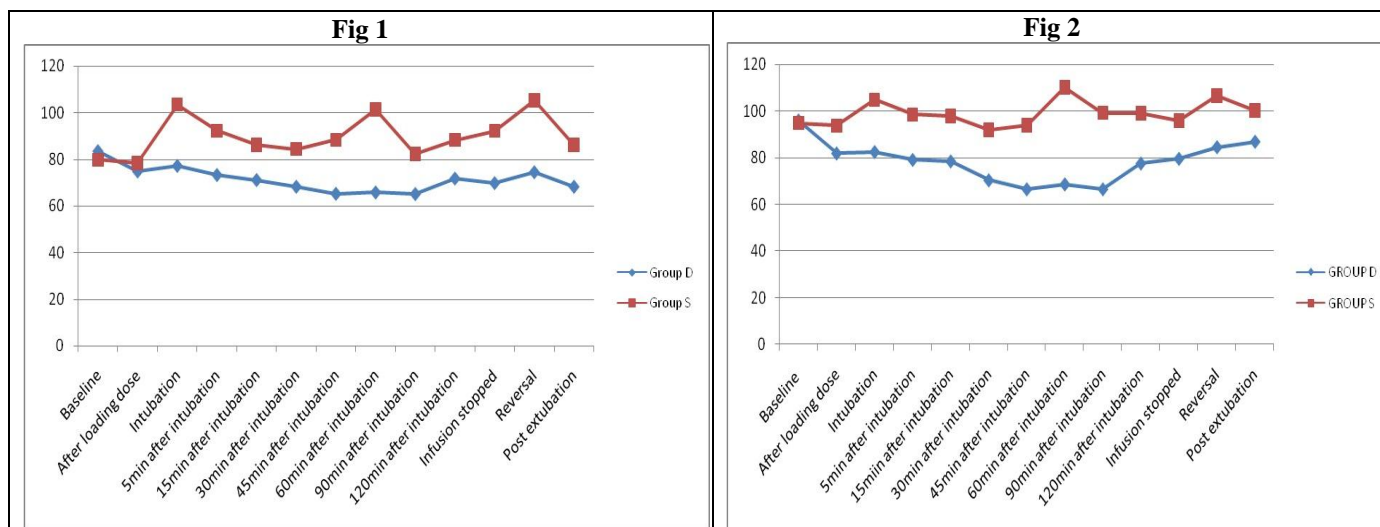 Fig 1
120
100
80
60
40
20
0
Group D
Group S
Baseline
After loading dose
Intubation
5min after intubation
15min after intubation
30min after intubation
45min after intubation
60min after intubation
90min after intubation
120min after intubation
Infusion stopped
Reversal
Post extubation
Fig 2
120
100
80
60
40
20
0
GROUP D
GROUPS
Baseline
After loading dose
Intubation
5min after intubation
15miin after intubation
30min after intubation
45min after intubation
60min after intubation
90min after intubation
120min after intubation
Infusion stopped
Reversal
Post extubation